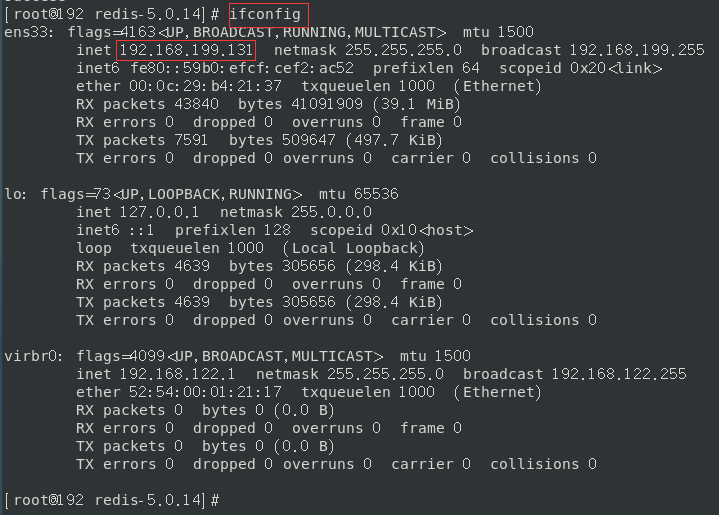 [root@192 redis-5.0.14]# ifconfig
ens33: flags=4163<UP,BROADCAST,RUNNING,MULTICAST>  mtu 1500
        inet 192.168.199.131  netmask 255.255.255.0  broadcast 192.168.199.255
        inet6 fe80::59b0:efcf:cef2:ac52  prefixlen 64  scopeid 0x20<link>
        ether 00:0c:29:b4:21:37  txqueuelen 1000  (Ethernet)
        RX packets 43840  bytes 41091909 (39.1 MiB)
        RX errors 0  dropped 0  overruns 0  frame 0
        TX packets 7591  bytes 509647 (497.7 KiB)
        TX errors 0  dropped 0 overruns 0  carrier 0  collisions 0
lo: flags=73<UP,LOOPBACK,RUNNING>  mtu 65536
        inet 127.0.0.1  netmask 255.0.0.0
        inet6 ::1  prefixlen 128  scopeid 0x10<host>
        loop  txqueuelen 1000  (Local Loopback)
        RX packets 4639  bytes 305656 (298.4 KiB)
        RX errors 0  dropped 0  overruns 0  frame 0
        TX packets 4639  bytes 305656 (298.4 KiB)
        TX errors 0  dropped 0 overruns 0  carrier 0  collisions 0
virbr0: flags=4099<UP,BROADCAST,MULTICAST>  mtu 1500
        inet 192.168.122.1  netmask 255.255.255.0  broadcast 192.168.122.255
        ether 52:54:00:01:21:17  txqueuelen 1000  (Ethernet)
        RX packets 0  bytes 0 (0.0 B)
        RX errors 0  dropped 0  overruns 0  frame 0
        TX packets 0  bytes 0 (0.0 B)
        TX errors 0  dropped 0 overruns 0  carrier 0  collisions 0
[root@192 redis-5.0.14]#